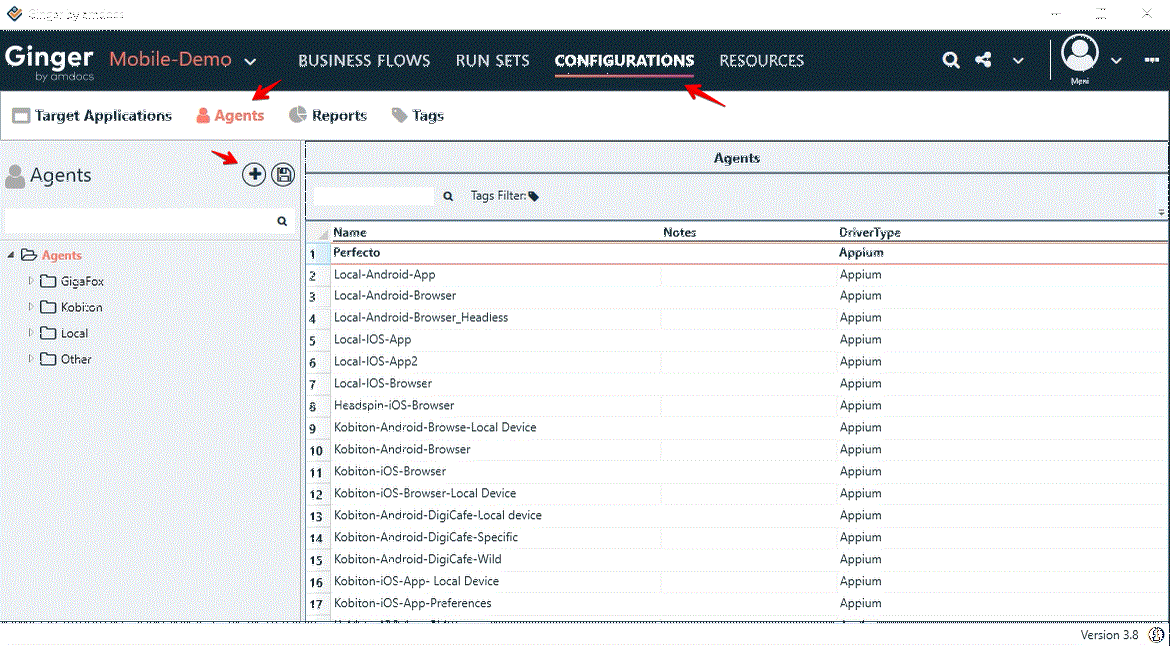 Ginger by amdocs
Ginger by amdocs Mobile-Demo BUSINESS FLOWS RUN SETS CONFIGURATIONS RESOURCES Meni
Target Applications Agents Reports Tags
Agents
Agents
Tags Filter:
Agents
GigaFox
Kobiton
Local
Other
Name Notes DriverType
1 Perfecto Appium
2 Local-Android-App Appium
3 Local-Android-Browser Appium
4 Local-Android-Browser_Headless Appium
5 Local-IOS-App Appium
6 Local-IOS-App2 Appium
7 Local-IOS-Browser Appium
8 Headspin-iOS-Browser Appium
9 Kobiton-Android-Browse-Local Device Appium
10 Kobiton-Android-Browser Appium
11 Kobiton-iOS-Browser Appium
12 Kobiton-iOS-Browser-Local Device Appium
13 Kobiton-Android-DigiCafe-Local device Appium
14 Kobiton-Android-DigiCafe-Specific Appium
15 Kobiton-Android-DigiCafe-Wild Appium
16 Kobiton-iOS-App- Local Device Appium
17 Kobiton-iOS-App-Preferences Appium
Version 3.8